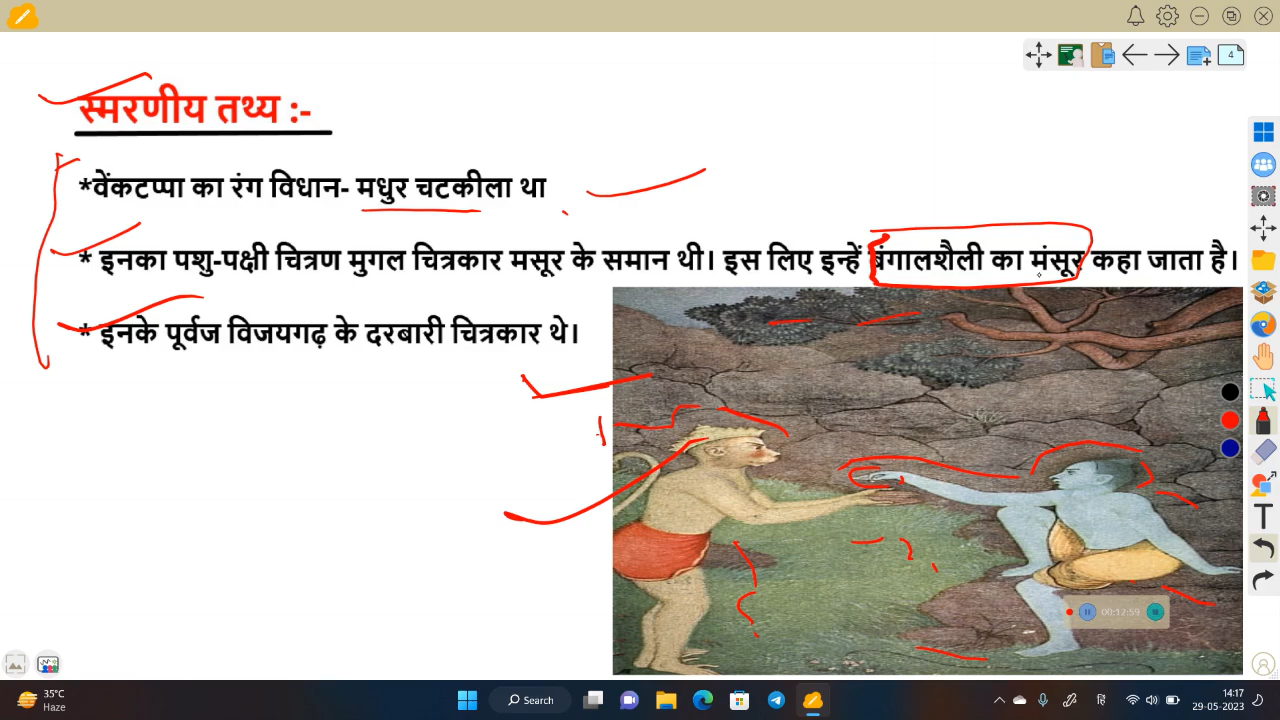 4
स्मरणीय तथ्य :-
*वेंकटप्पा का रंग विधान- मधुर चटकीला था
* इनका पशु-पक्षी चित्रण मुगल चित्रकार मसूर के समान थी। इस लिए इन्हें बंगालशैली का मंसूर कहा जाता है।
* इनके पूर्वज विजयगढ़ के दरबारी चित्रकार थे।
00:12:59
T
35°C
Haze
Search
हि
14:17
29-05-2023